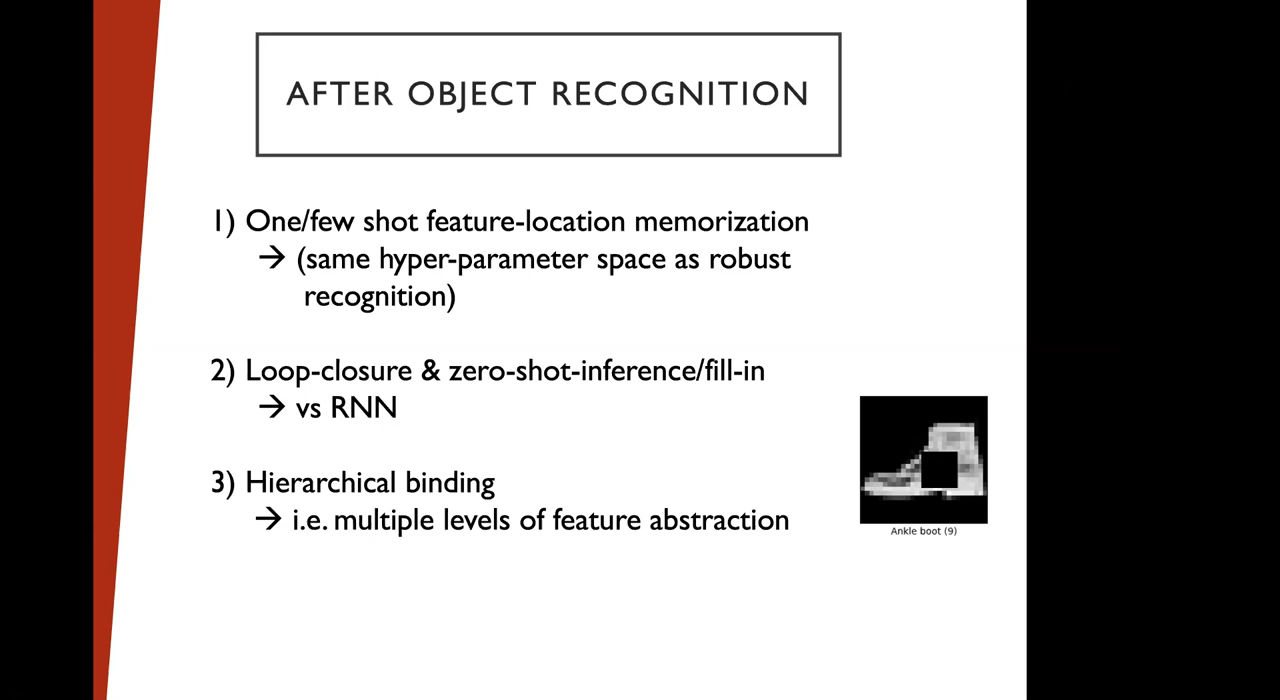 AFTER OBJECT RECOGNITION
1) One/few shot feature-location memorization
→ (same hyper-parameter space as robust
recognition)
2) Loop-closure & zero-shot-inference/fill-in
→ vs RNN
3) Hierarchical binding
→ i.e. multiple levels of feature abstraction
Ankle boot (9)